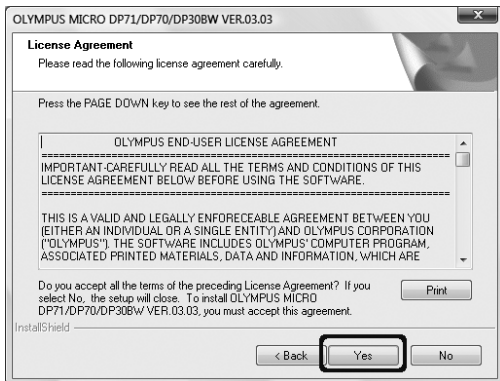 OLYMPUS MICRO DP71/DP70/DP30BW VER.03.03
License Agreement
Please read the following license agreement carefully.
Press the PAGE DOWN key to see the rest of the agreement.
OLYMPUS END-USER LICENSE AGREEMENT
IMPORTANT-CAREFULLY READ ALL THE TERMS AND CONDITIONS OF THIS
LICENSE AGREEMENT BELOW BEFORE USING THE SOFTWARE.
THIS IS A VALID AND LEGALLY ENFORECEABLE AGREEMENT BETWEEN YOU
(EITHER AN INDIVIDUAL OR A SINGLE ENTITY) AND OLYMPUS CORPORATION
("OLYMPUS"). THE SOFTWARE INCLUDES OLYMPUS' COMPUTER PROGRAM,
ASSOCIATED PRINTED MATERIALS, DATA AND INFORMATION, WHICH ARE
Do you accept all the terms of the preceding License Agreement? If you
select No, the setup will close. To install OLYMPUS MICRO
DP71/DP70/DP30BW VER.03.03, you must accept this agreement.
Print
InstallShield
< Back
Yes
No